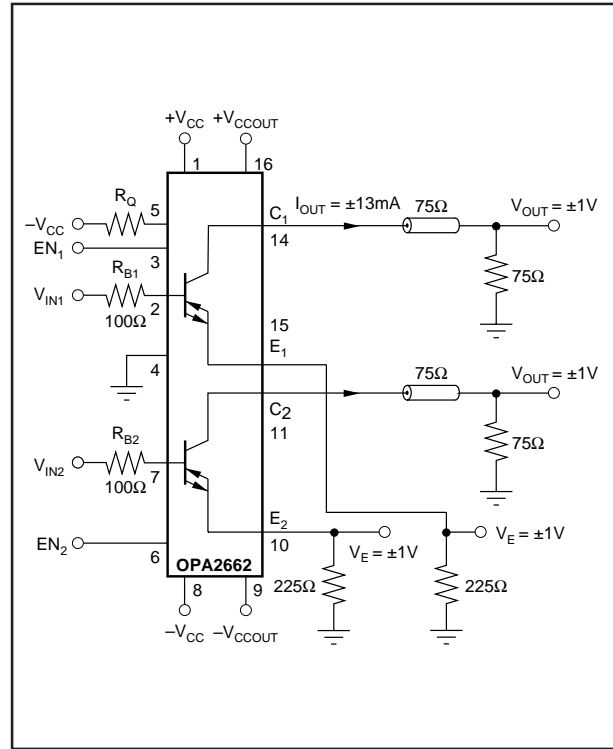 +V_CC +V_CCOUT
1 16
R_Q
5
–V_CC
C_1 I_OUT = ±13mA 75Ω V_OUT = ±1V
14
EN_1
3
R_B1
V_IN1
2
100Ω
75Ω
15
E_1
4
75Ω V_OUT = ±1V
C_2
11
R_B2
V_IN2
7
100Ω
75Ω
E_2
10
V_E = ±1V V_E = ±1V
EN_2
6
OPA2662
225Ω 225Ω
8 9
–V_CC –V_CCOUT